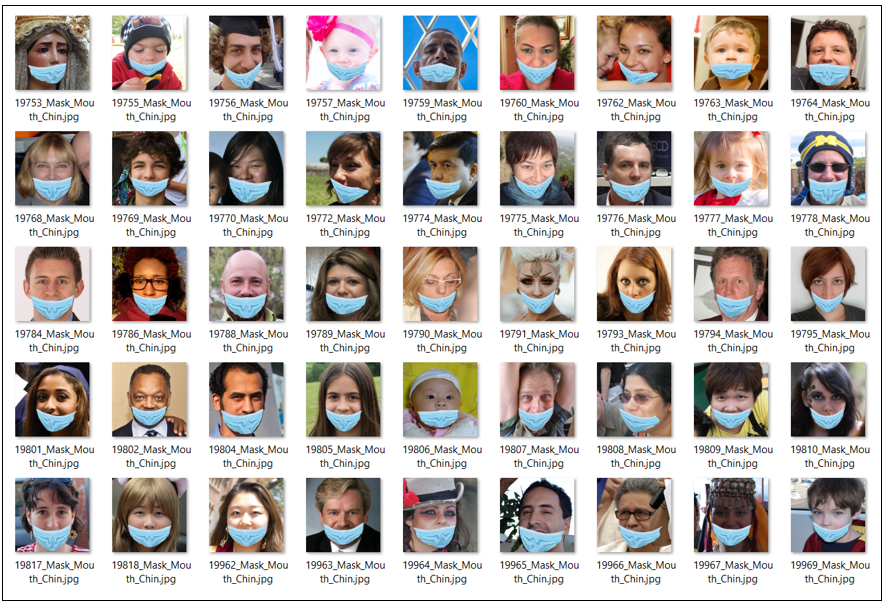 19753_Mask_Mou 19755_Mask_Mou 19756_Mask_Mou 19757_Mask_Mou 19759_Mask_Mou 19760_Mask_Mou 19762_Mask_Mou 19763_Mask_Mou 19764_Mask_Mou
th_Chin.jpg th_Chin.jpg th_Chin.jpg th_Chin.jpg th_Chin.jpg th_Chin.jpg th_Chin.jpg th_Chin.jpg th_Chin.jpg
19768_Mask_Mou 19769_Mask_Mou 19770_Mask_Mou 19772_Mask_Mou 19774_Mask_Mou 19775_Mask_Mou 19776_Mask_Mou 19777_Mask_Mou 19778_Mask_Mou
th_Chin.jpg th_Chin.jpg th_Chin.jpg th_Chin.jpg th_Chin.jpg th_Chin.jpg th_Chin.jpg th_Chin.jpg th_Chin.jpg
19784_Mask_Mou 19786_Mask_Mou 19788_Mask_Mou 19789_Mask_Mou 19790_Mask_Mou 19791_Mask_Mou 19793_Mask_Mou 19794_Mask_Mou 19795_Mask_Mou
th_Chin.jpg th_Chin.jpg th_Chin.jpg th_Chin.jpg th_Chin.jpg th_Chin.jpg th_Chin.jpg th_Chin.jpg th_Chin.jpg
19801_Mask_Mou 19802_Mask_Mou 19804_Mask_Mou 19805_Mask_Mou 19806_Mask_Mou 19807_Mask_Mou 19808_Mask_Mou 19809_Mask_Mou 19810_Mask_Mou
th_Chin.jpg th_Chin.jpg th_Chin.jpg th_Chin.jpg th_Chin.jpg th_Chin.jpg th_Chin.jpg th_Chin.jpg th_Chin.jpg
19817_Mask_Mou 19818_Mask_Mou 19962_Mask_Mou 19963_Mask_Mou 19964_Mask_Mou 19965_Mask_Mou 19966_Mask_Mou 19967_Mask_Mou 19969_Mask_Mou
th_Chin.jpg th_Chin.jpg th_Chin.jpg th_Chin.jpg th_Chin.jpg th_Chin.jpg th_Chin.jpg th_Chin.jpg th_Chin.jpg